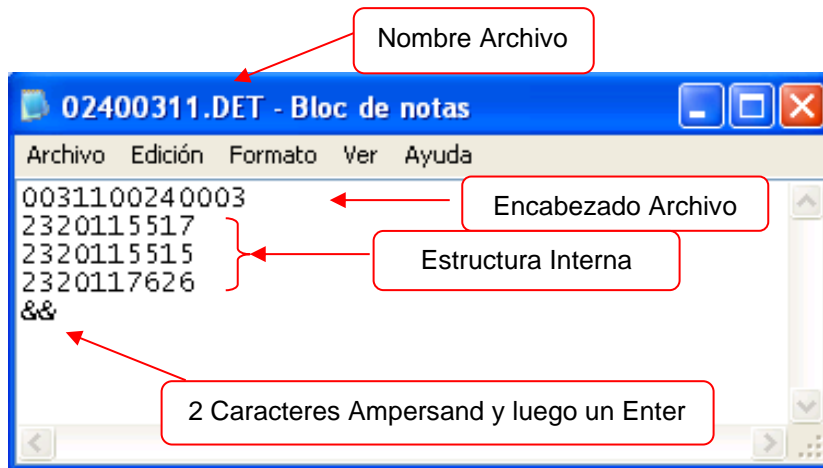 Nombre Archivo
02400311.DET - Bloc de notas
Archivo Edición Formato Ver Ayuda
0031100240003
Encabezado Archivo
2320115517
2320115515
Estructura Interna
2320117626
&&
2 Caracteres Ampersand y luego un Enter